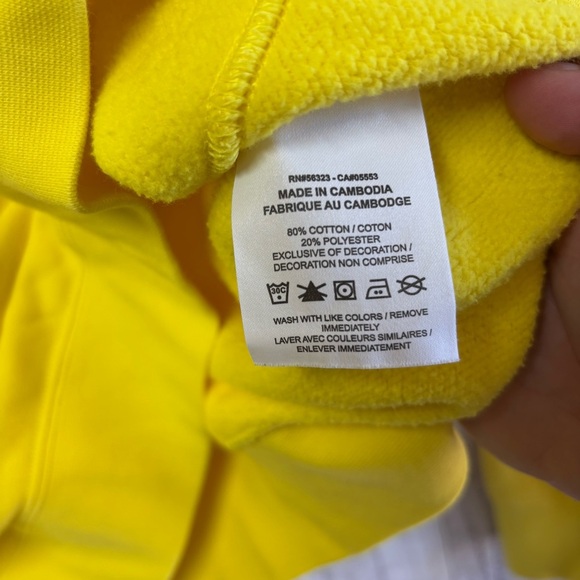 RN#56323 - CA#05553
MADE IN CAMBODIA
FABRIQUE AU CAMBODGE
80% COTTON / COTON
20% POLYESTER
EXCLUSIVE OF DECORATION /
DECORATION NON COMPRISE
30C
WASH WITH LIKE COLORS / REMOVE
IMMEDIATELY
LAVER AVEC COULEURS SIMILAIRES /
ENLEVER IMMEDIATEMENT